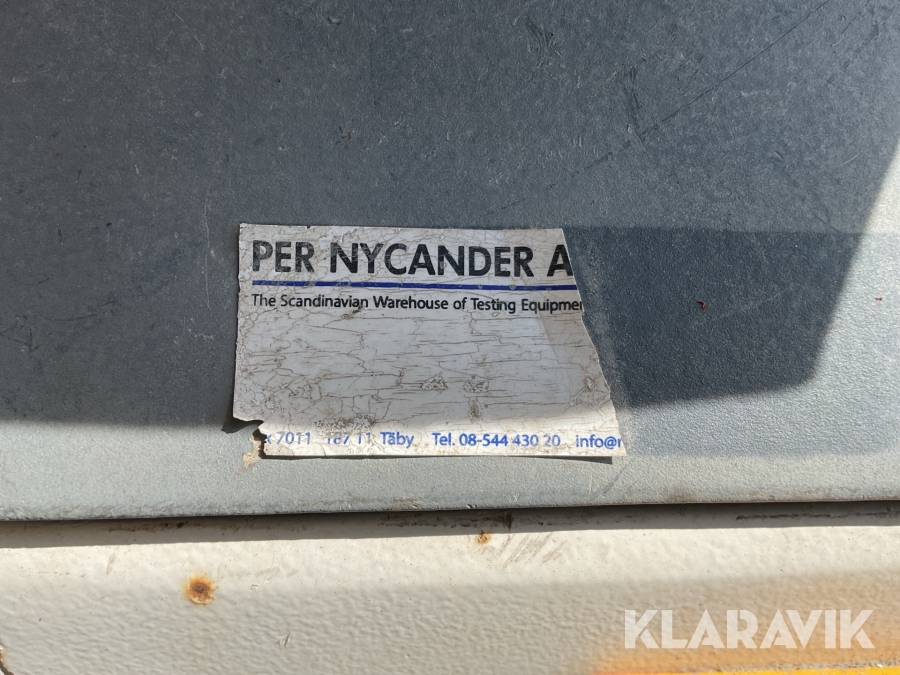 PER NYCANDER A
The Scandinavian Warehouse of Testing Equipmen
x 7011 187 11 Täby Tel. 08-544 430 20 info@
KLARAVIK